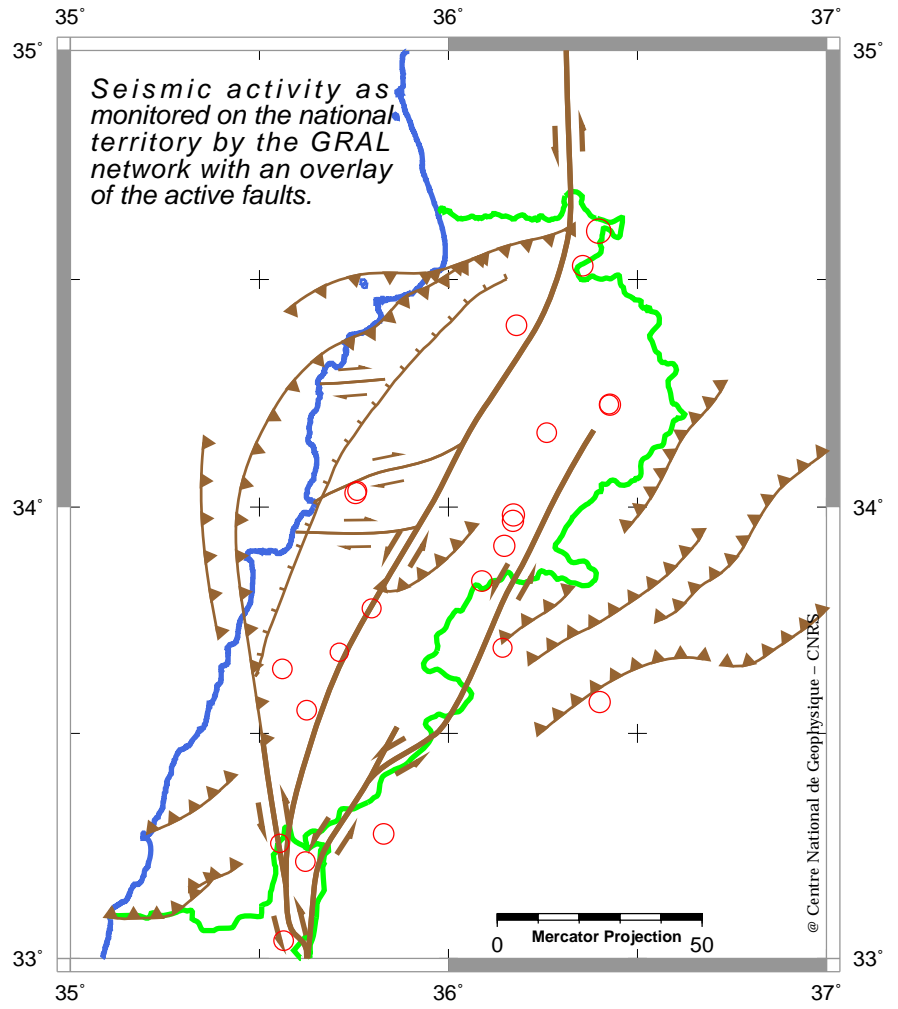 35° 36° 37°
35° 35°
Seismic activity as
monitored on the national
territory by the GRAL
network with an overlay
of the active faults.
34° 34°
@ Centre National de Geophysique – CNRS
Mercator Projection
0 50
33° 33°
35° 36° 37°